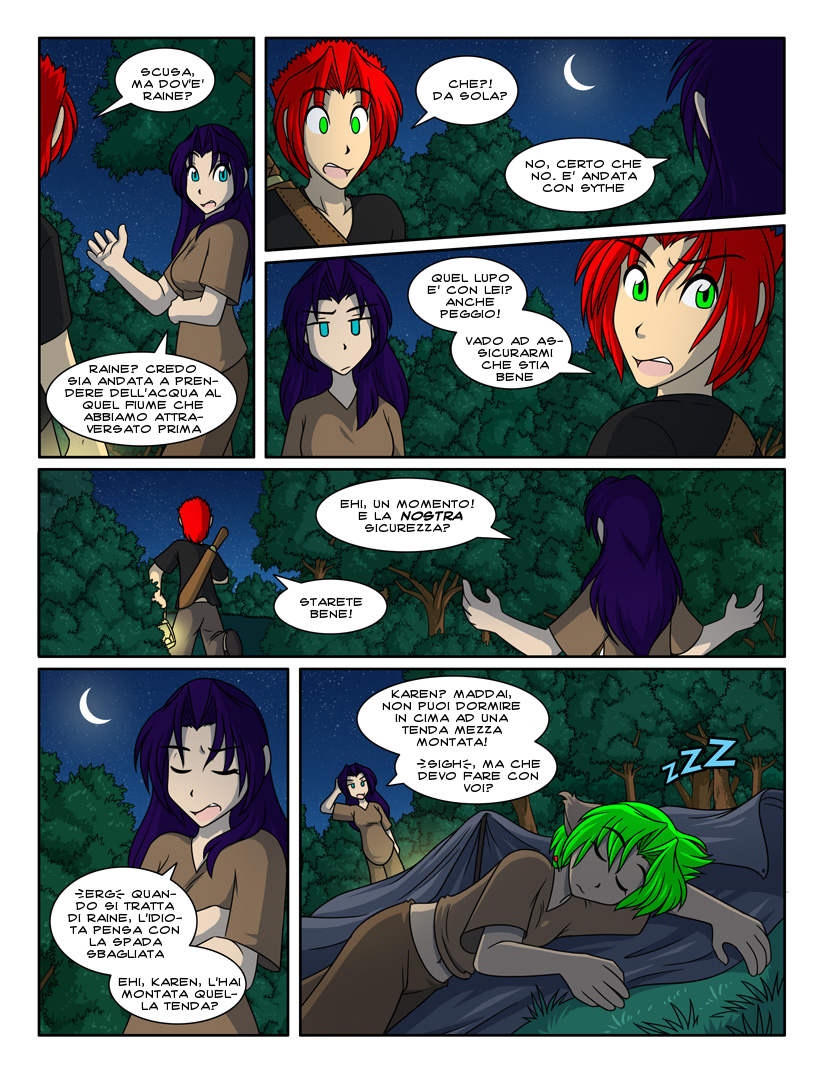 SCUSA,
MA DOV'E'
RAINE?
RAINE? CREDO
SIA ANDATA A PREN-
DERE DELL'ACQUA AL
QUEL FIUME CHE
ABBIAMO ATTRA-
VERSATO PRIMA
CHE?!
DA SOLA?
NO, CERTO CHE
NO. E' ANDATA
CON SYTHE
QUEL LUPO
E' CON LEI?
ANCHE
PEGGIO!
VADO AD AS-
SICURARMI
CHE STIA
BENE
EHI, UN MOMENTO!
E LA NOSTRA
SICUREZZA?
STARETE
BENE!
>ERG< QUAN-
DO SI TRATTA
DI RAINE, L'IDIO-
TA PENSA CON
LA SPADA
SBAGLIATA
EHI, KAREN, L'HAI
MONTATA QUEL-
LA TENDA?
KAREN? MADDAI,
NON PUOI DORMIRE
IN CIMA AD UNA
TENDA MEZZA
MONTATA!
>SIGH<, MA CHE
DEVO FARE CON
VOI?
ZZZ